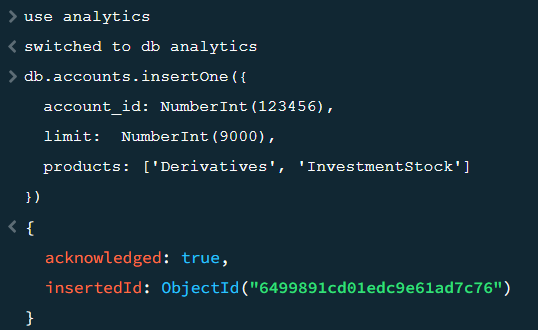 > use analytics
< switched to db analytics
> db.accounts.insertOne({
account_id: NumberInt(123456),
limit:  NumberInt(9000),
products: ['Derivatives', 'InvestmentStock']
})
< {
acknowledged: true,
insertedId: ObjectId("6499891cd01edc9e61ad7c76")
}